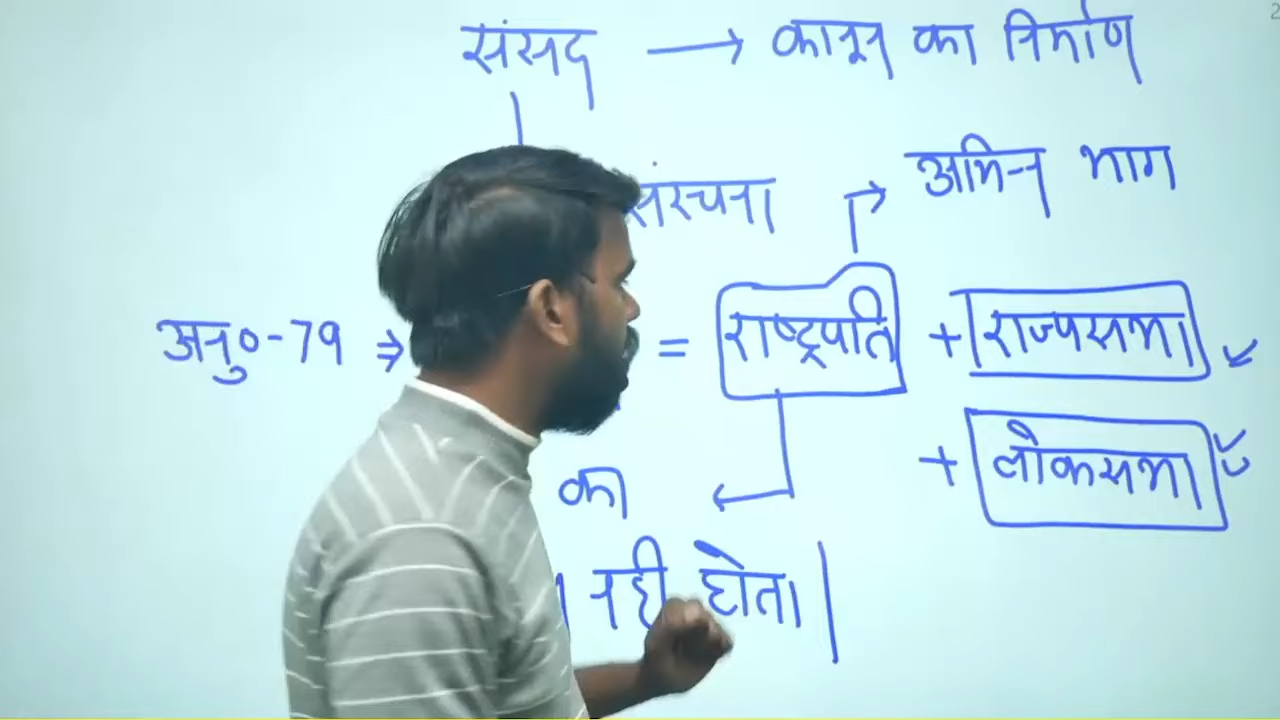 संसद → कानून का निर्माण
संरचना → अभिन्न भाग
अनु०-79 ⇒ = राष्ट्रपति + राज्यसभा
+ लोकसभा
का
नही होता।